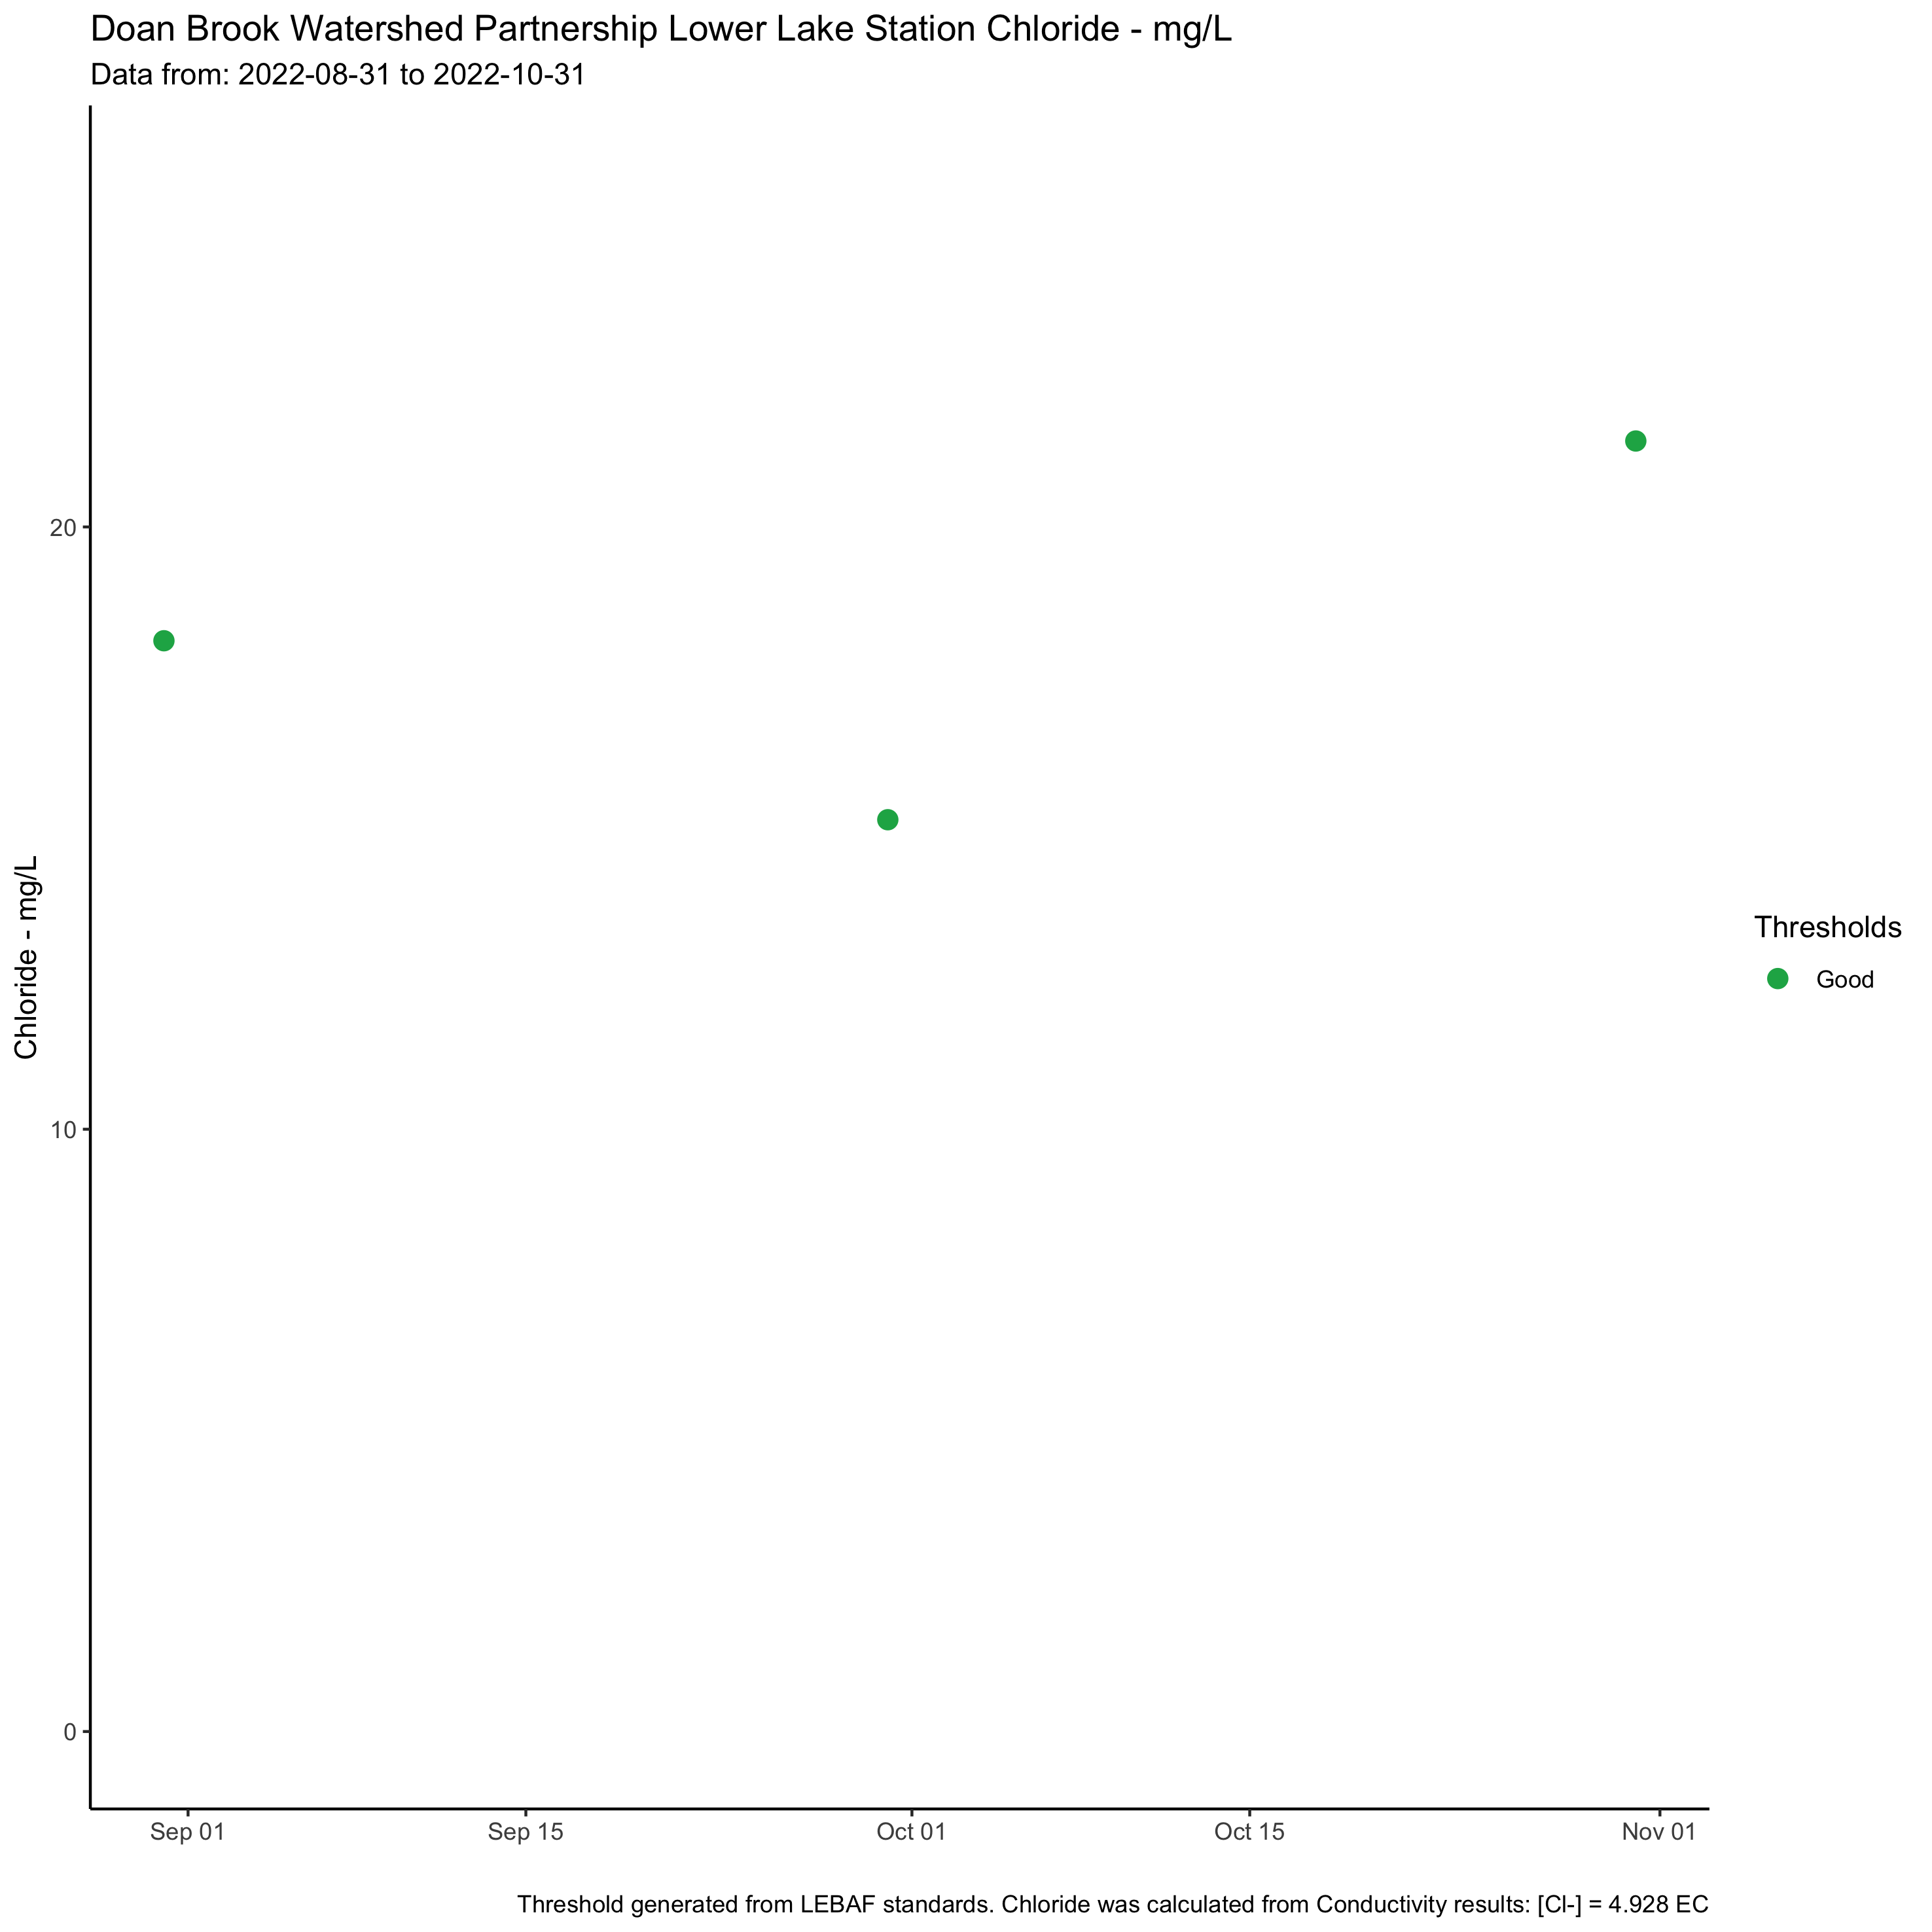 Doan Brook Watershed Partnership Lower Lake Station Chloride - mg/L
Data from: 2022-08-31 to 2022-10-31
Chloride - mg/L
20
10
0
Sep 01
Sep 15
Oct 01
Oct 15
Nov 01
Thresholds
Good
Threshold generated from LEBAF standards. Chloride was calculated from Conductivity results: [Cl-] = 4.928 EC